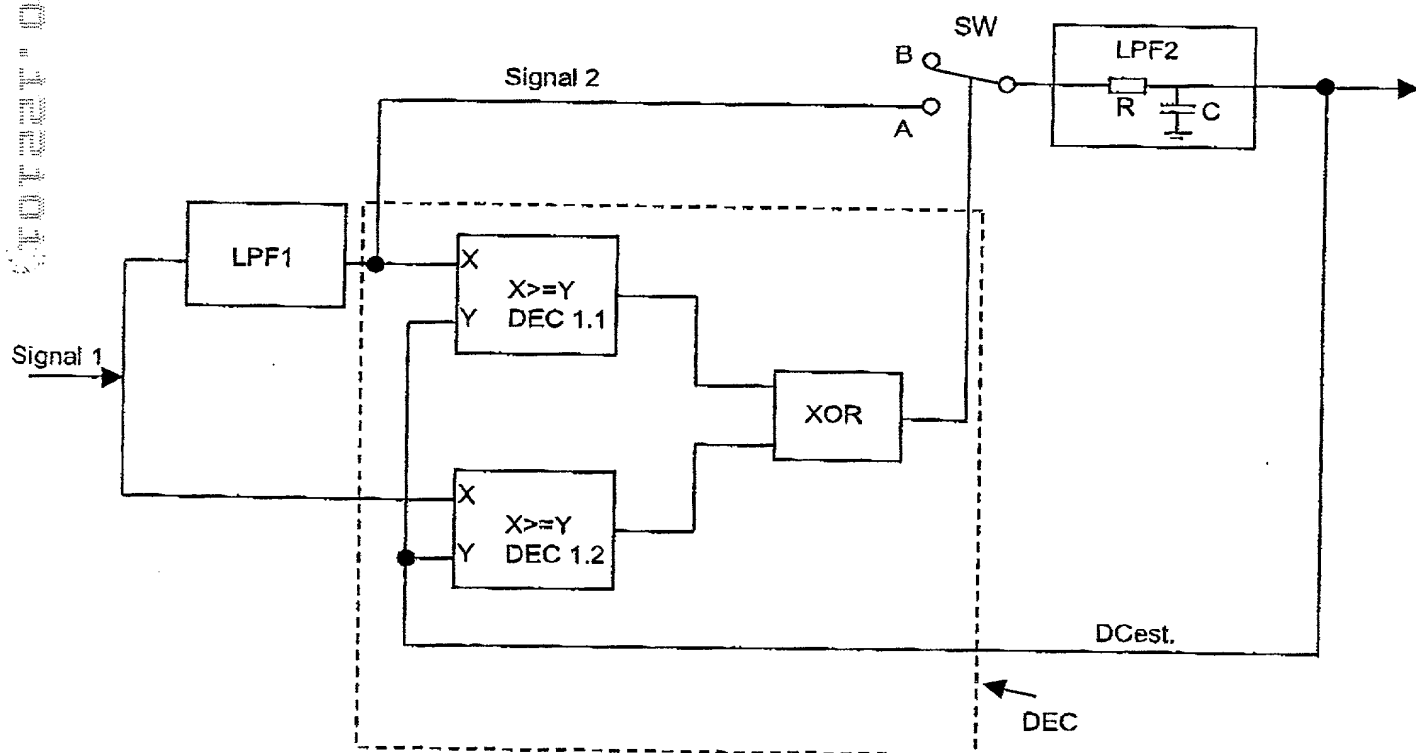 SW
B
LPF2
Signal 2
A
R
C
LPF1
X
X>=Y
Y
DEC 1.1
Signal 1
XOR
X
X>=Y
Y
DEC 1.2
DCest.
DEC